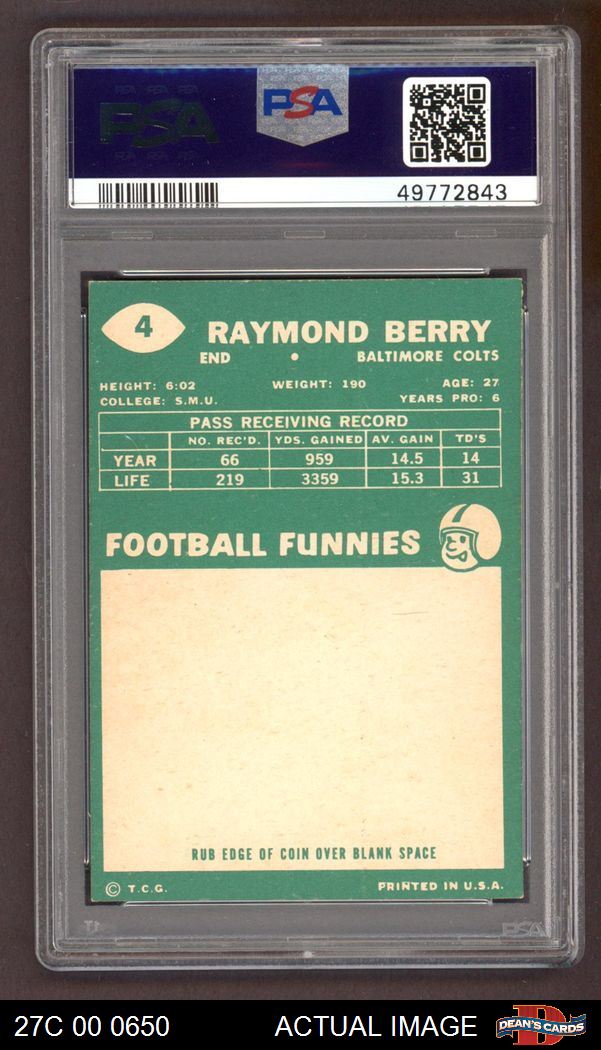 PSA
PSA
49772843
4
RAYMOND BERRY
END • BALTIMORE COLTS
HEIGHT: 6:02 WEIGHT: 190 AGE: 27
COLLEGE: S.M.U. YEARS PRO: 6
PASS RECEIVING RECORD
NO. REC'D. YDS. GAINED AV. GAIN TD'S
YEAR 66 959 14.5 14
LIFE 219 3359 15.3 31
FOOTBALL FUNNIES
RUB EDGE OF COIN OVER BLANK SPACE
© T.C.G. PRINTED IN U.S.A.
PSA
27C 00 0650 ACTUAL IMAGE
DEAN'S CARDS